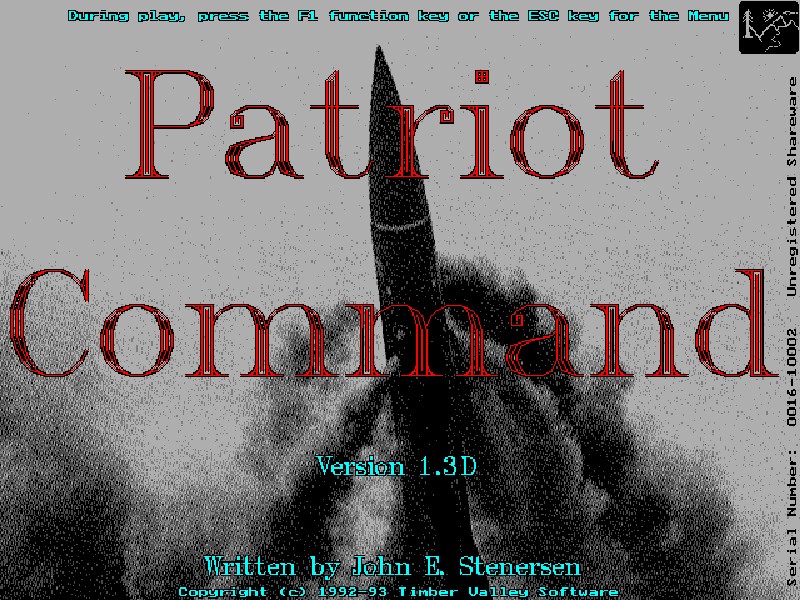 During play, press the F1 function key or the ESC key for the Menu
Patriot
Command
Version 1.3D
Written by John E. Stenersen
Copyright (c) 1992-93 Timber Valley Software
Serial Number: 0016-10002 Unregistered Shareware